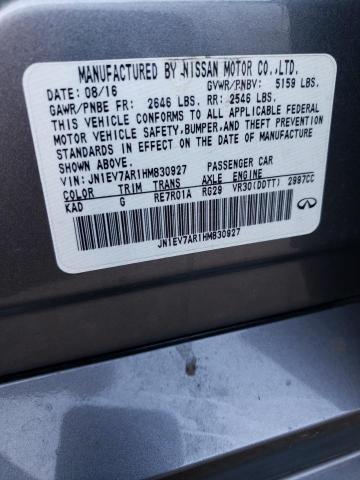 MANUFACTURED BY NISSAN MOTOR CO.,LTD.
DATE: 08/16 GVWR/PNBV: 5159 LBS.
GAWR/PNBE FR: 2646 LBS. RR: 2546 LBS.
THIS VEHICLE CONFORMS TO ALL APPLICABLE FEDERAL
MOTOR VEHICLE SAFETY,BUMPER,AND THEFT PREVENTION
STANDARDS IN EFFECT ON THE DATE OF MANUFACTURE
SHOWN ABOVE.
VIN: JN1EV7AR1HM830927 PASSENGER CAR
COLOR TRIM TRANS AXLE ENGINE
KAD G RE7R01A RG29 VR30(DDTT) 2997CC
JN1EV7AR1HM830927